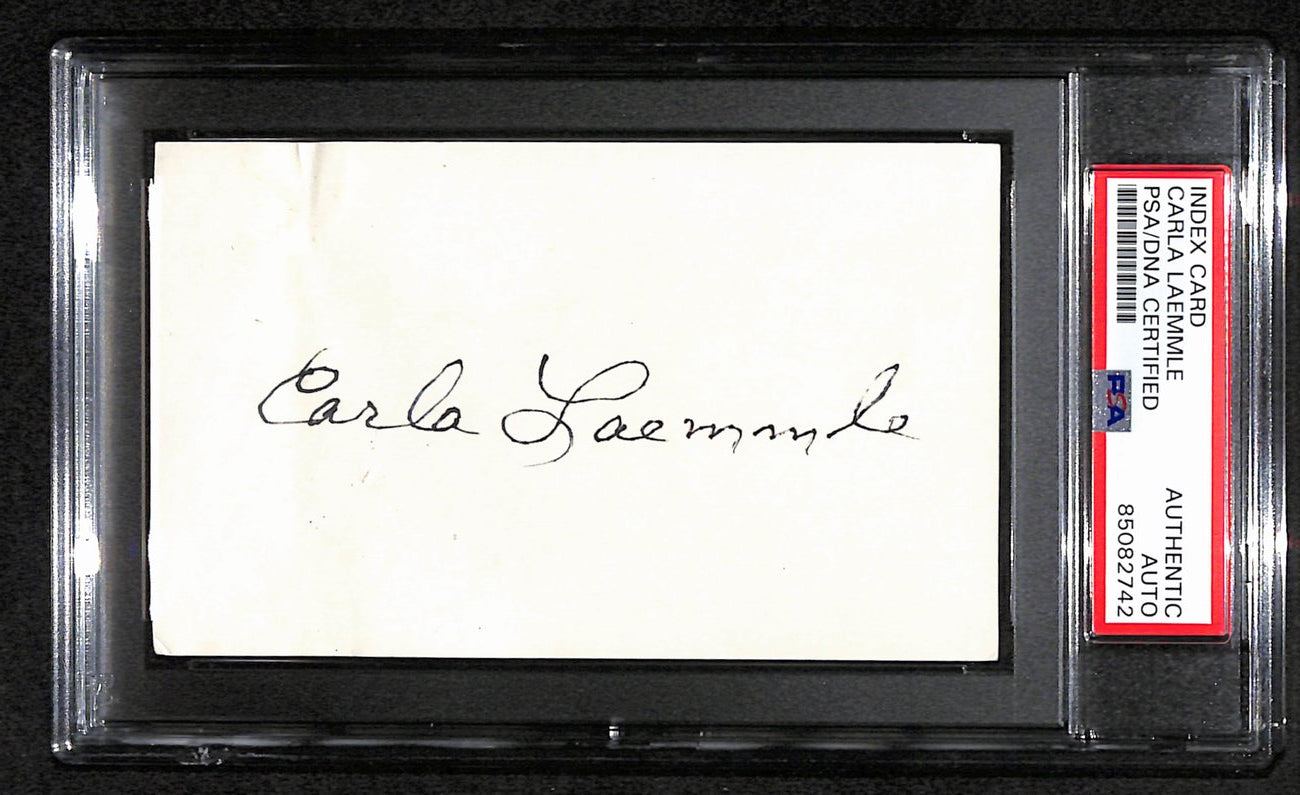 Carla Laemmle
INDEX CARD
CARLA LAEMMLE
PSA/DNA CERTIFIED
PSA
AUTHENTIC
AUTO
85082742